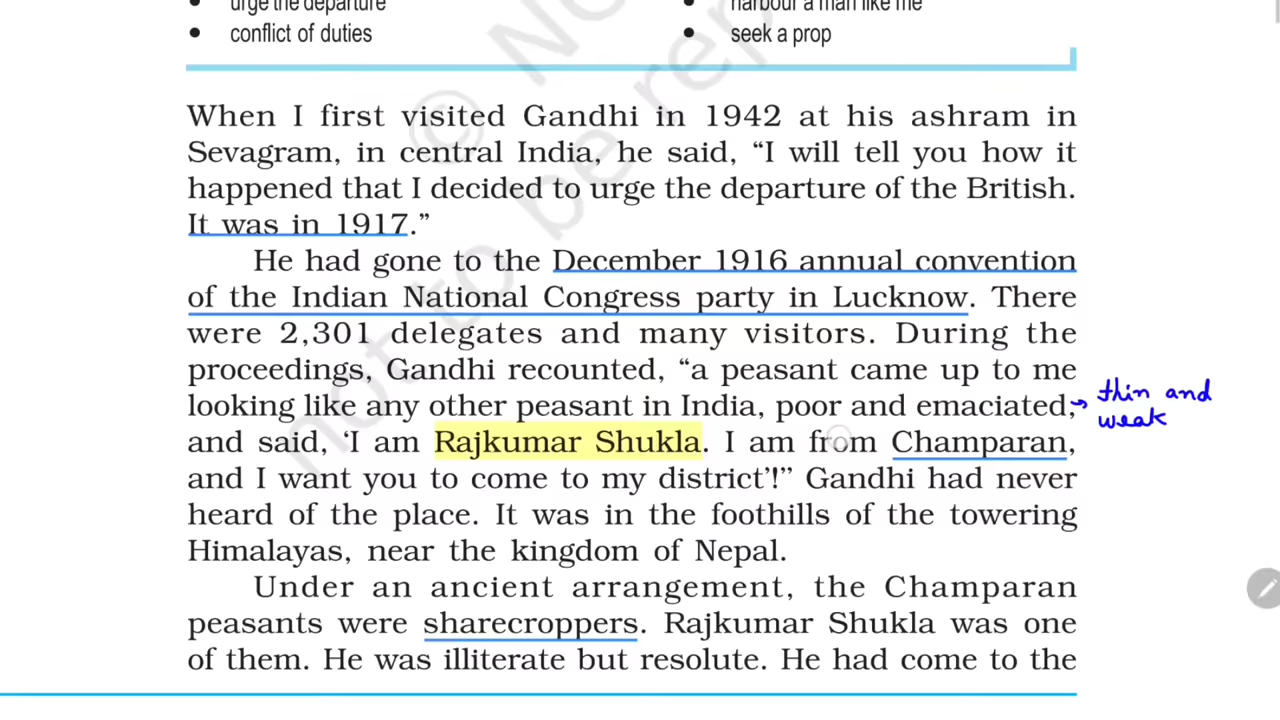 urge the departure
harbour a man like me
• conflict of duties
• seek a prop
When I first visited Gandhi in 1942 at his ashram in
Sevagram, in central India, he said, “I will tell you how it
happened that I decided to urge the departure of the British.
It was in 1917.”
He had gone to the December 1916 annual convention
of the Indian National Congress party in Lucknow. There
were 2,301 delegates and many visitors. During the
proceedings, Gandhi recounted, “a peasant came up to me
looking like any other peasant in India, poor and emaciated, → thin and
weak
and said, ‘I am Rajkumar Shukla. I am from Champaran,
and I want you to come to my district’!” Gandhi had never
heard of the place. It was in the foothills of the towering
Himalayas, near the kingdom of Nepal.
Under an ancient arrangement, the Champaran
peasants were sharecroppers. Rajkumar Shukla was one
of them. He was illiterate but resolute. He had come to the
© N
not to be rep